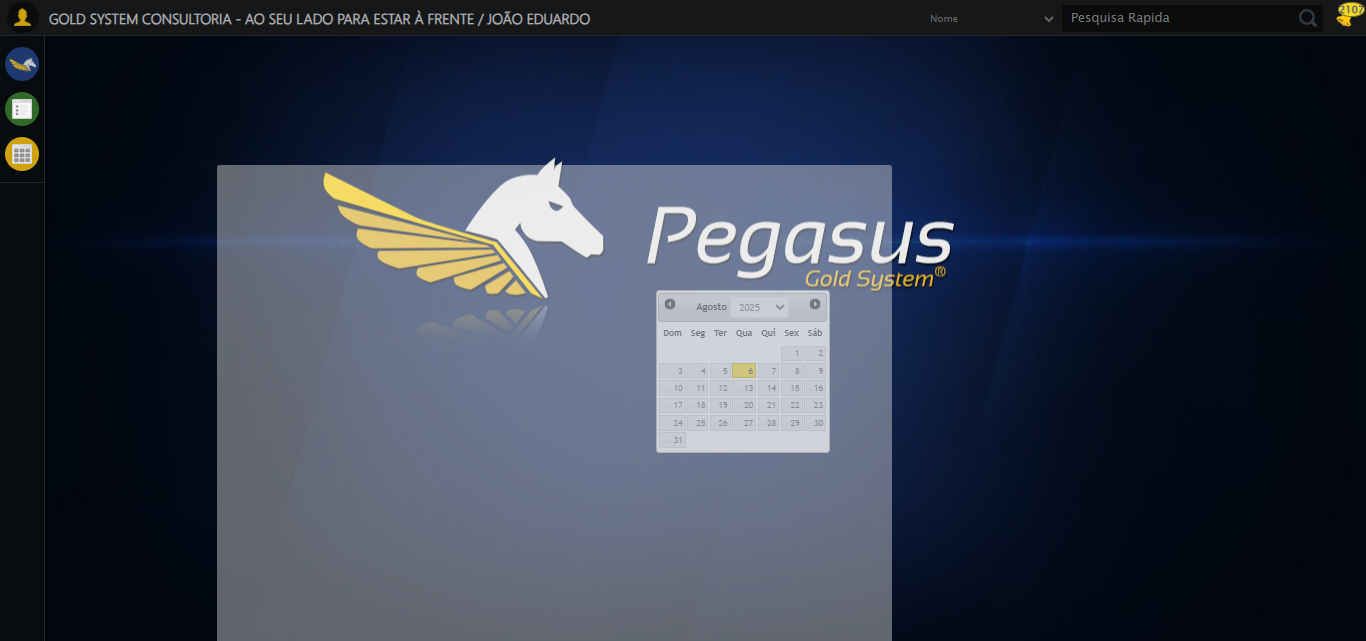 GOLD SYSTEM CONSULTORIA - AO SEU LADO PARA ESTAR À FRENTE / JOÃO EDUARDO
Nome
Pesquisa Rapida
2107
Pegasus
Gold System®
Agosto 2025
Dom Seg Ter Qua Qui Sex Sáb
1 2
3 4 5 6 7 8 9
10 11 12 13 14 15 16
17 18 19 20 21 22 23
24 25 26 27 28 29 30
31